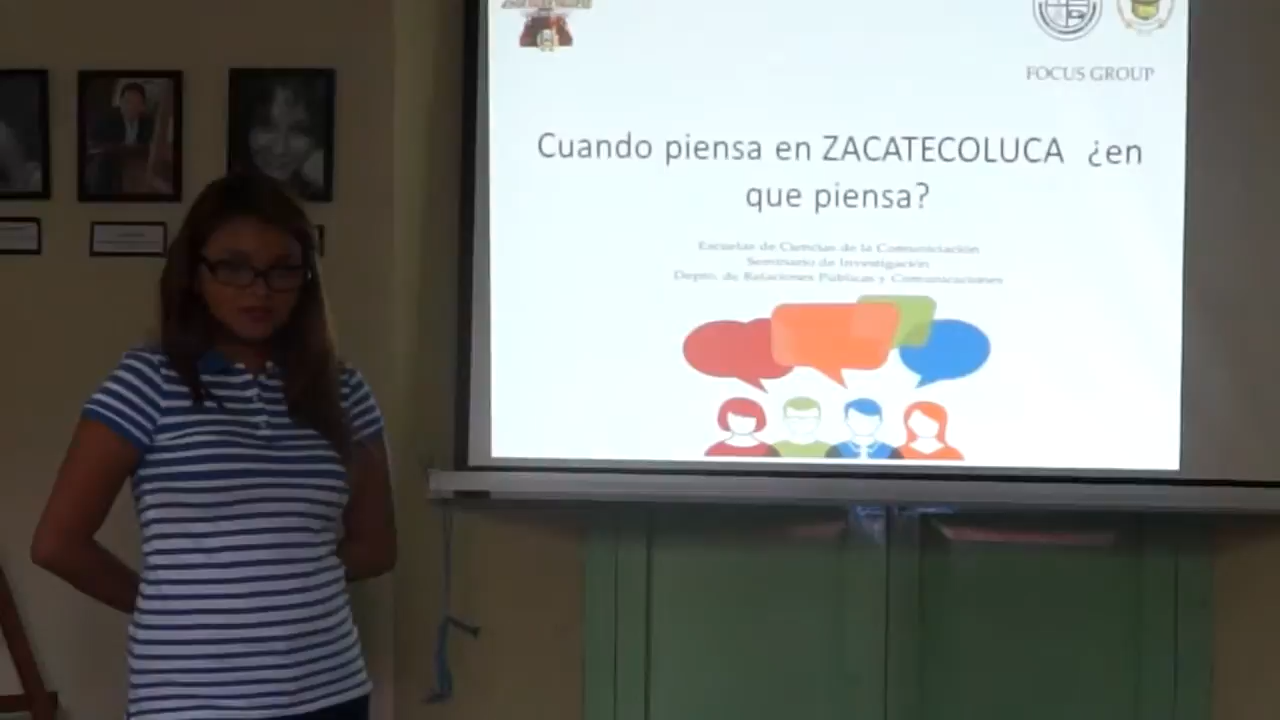 FOCUS GROUP
Cuando piensa en ZACATECOLUCA ¿en
que piensa?
Escuelas de Ciencias de la Comunicación
Seminario de Investigación
Depto. de Relaciones Públicas y Comunicaciones